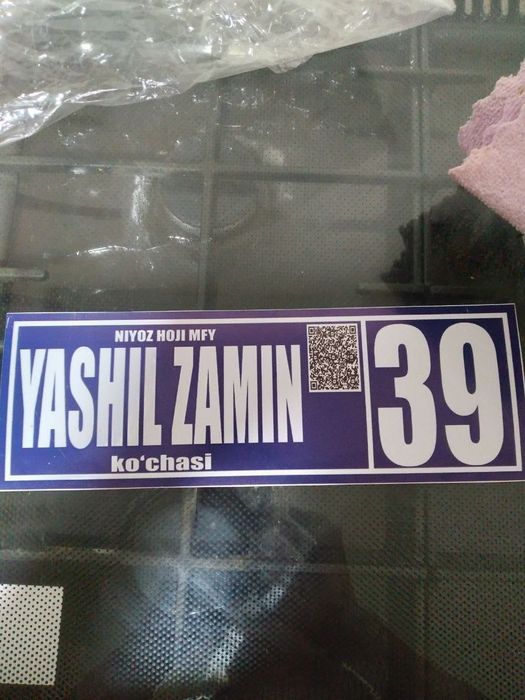 NIYOZ HOJI MFY
YASHIL ZAMIN
ko‘chasi
39